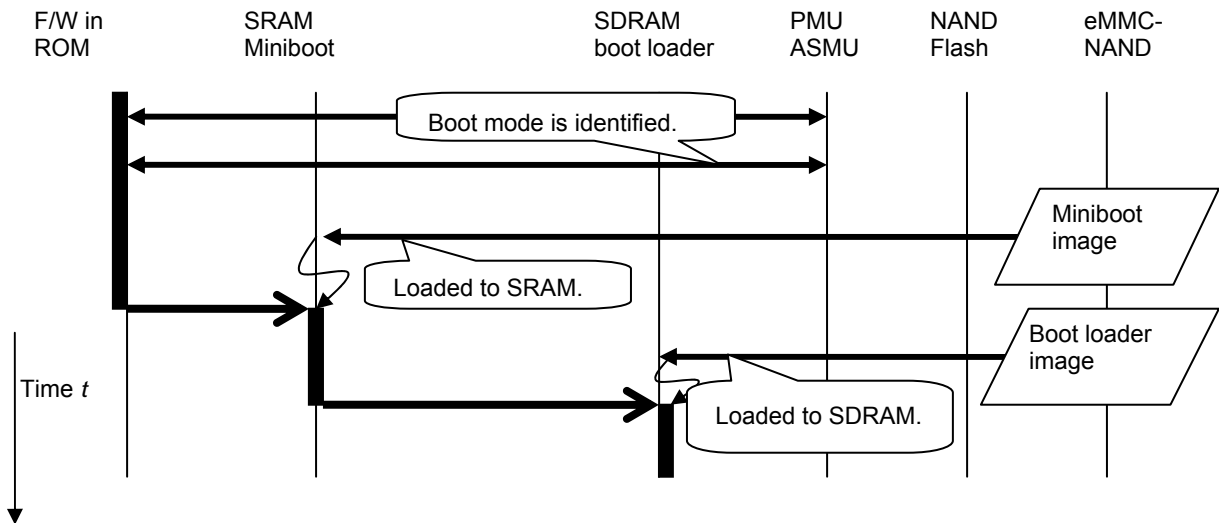 F/W in
ROM
SRAM
Miniboot
SDRAM
boot loader
PMU
ASMU
NAND
Flash
eMMC-
NAND
Boot mode is identified.
Miniboot
image
Loaded to SRAM.
Boot loader
image
Time t
Loaded to SDRAM.